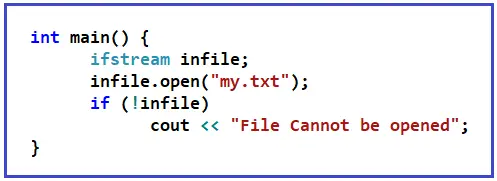 int main() {
ifstream infile;
infile.open("my.txt");
if (!infile)
cout << "File Cannot be opened";
}